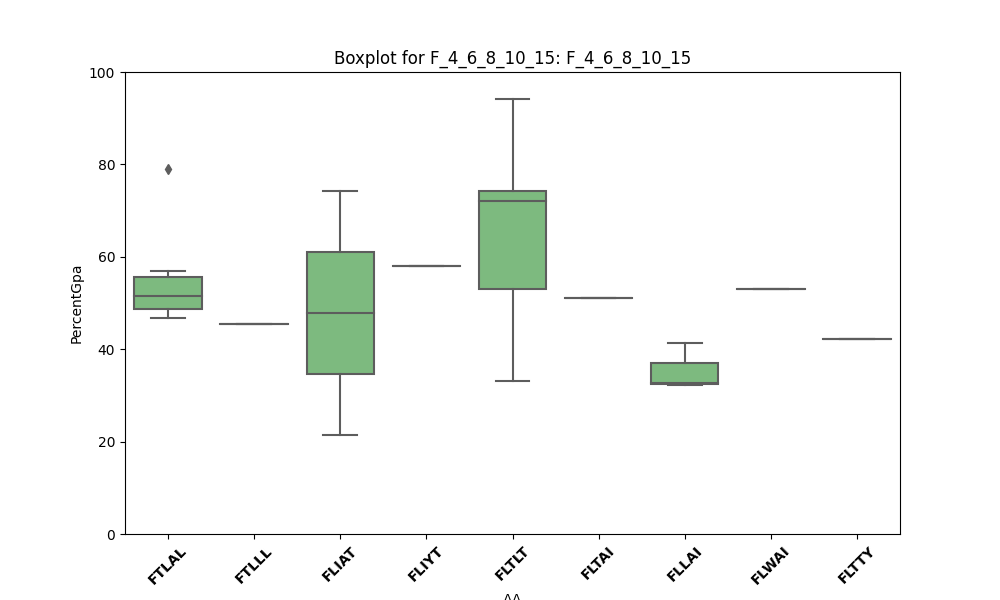 Boxplot for F_4_6_8_10_15: F_4_6_8_10_15
100
80
60
40
20
0
PercentGpa
FTLAL
FTLLL
FLIAT
FLIYT
FLTLT
FLTAI
FLLAI
FLWAI
FLTTY